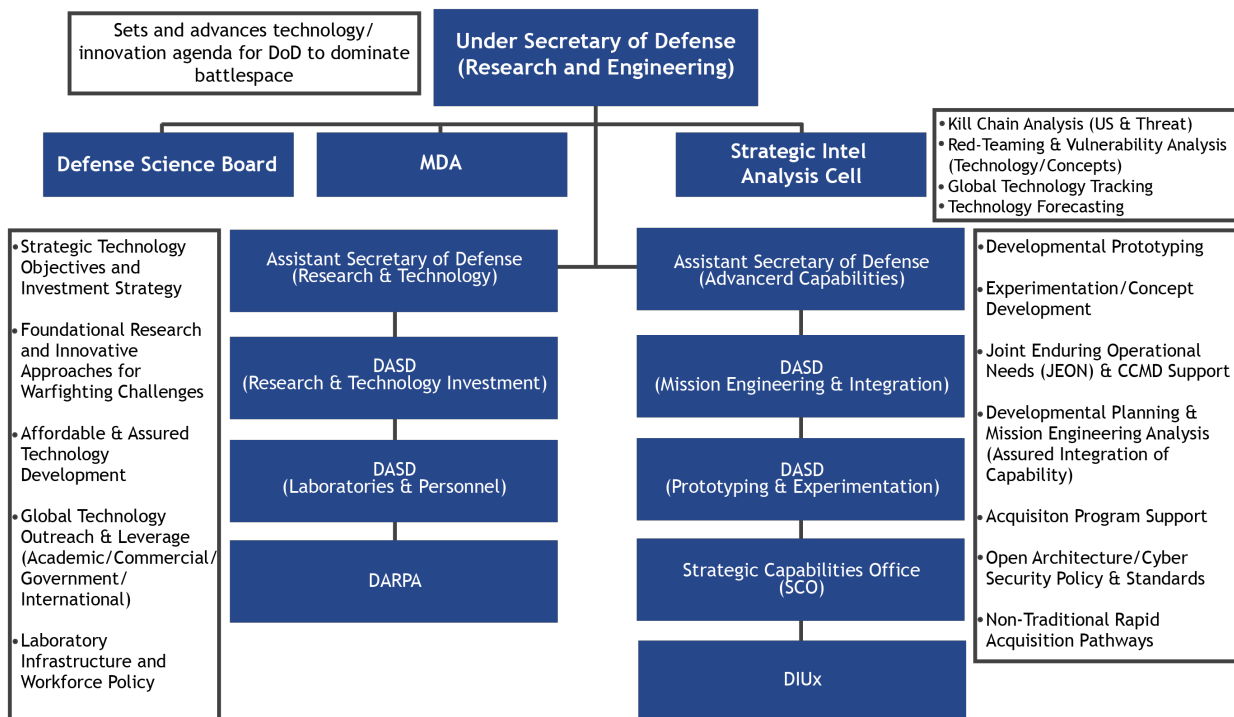 Sets and advances technology/
innovation agenda for DoD to dominate
battlespace
Under Secretary of Defense
(Research and Engineering)
Defense Science Board
MDA
Strategic Intel
Analysis Cell
• Kill Chain Analysis (US & Threat)
• Red-Teaming & Vulnerability Analysis
(Technology/Concepts)
• Global Technology Tracking
• Technology Forecasting
• Strategic Technology
Objectives and
Investment Strategy
• Foundational Research
and Innovative
Approaches for
Warfighting Challenges
• Affordable & Assured
Technology
Development
• Global Technology
Outreach & Leverage
(Academic/Commercial/
Government/
International)
• Laboratory
Infrastructure and
Workforce Policy
Assistant Secretary of Defense
(Research & Technology)
DASD
(Research & Technology Investment)
DASD
(Laboratories & Personnel)
DARPA
Assistant Secretary of Defense
(Advancerd Capabilities)
DASD
(Mission Engineering & Integration)
DASD
(Prototyping & Experimentation)
Strategic Capabilities Office
(SCO)
DIUx
• Developmental Prototyping
• Experimentation/Concept
Development
• Joint Enduring Operational
Needs (JEON) & CCMD Support
• Developmental Planning &
Mission Engineering Analysis
(Assured Integration of
Capability)
• Acquisiton Program Support
• Open Architecture/Cyber
Security Policy & Standards
• Non-Traditional Rapid
Acquisition Pathways